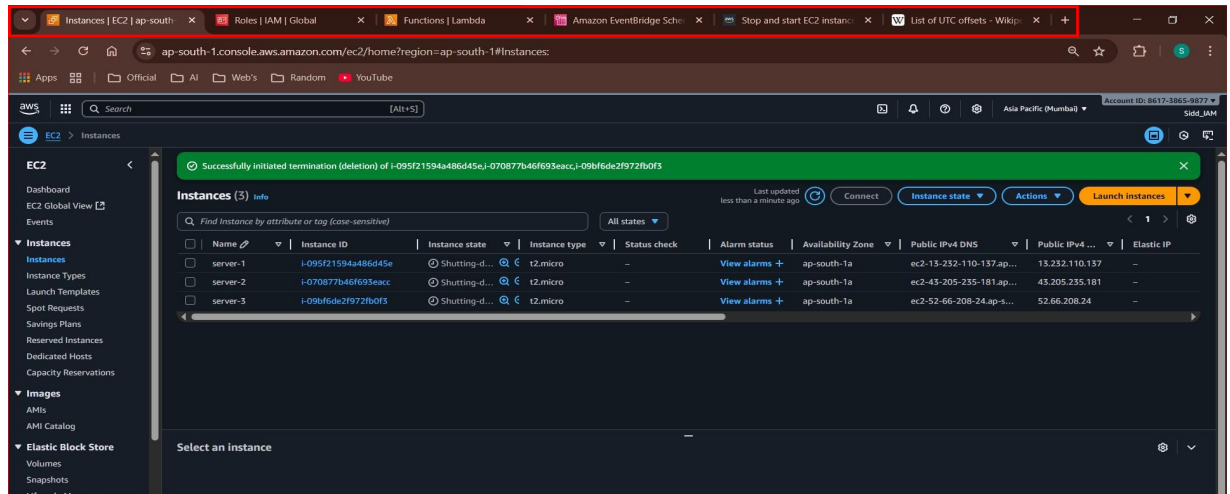 Instances | EC2 | ap-south- Roles | IAM | Global Functions | Lambda Amazon EventBridge Sche Stop and start EC2 instanc List of UTC offsets - Wikip
ap-south-1.console.aws.amazon.com/ec2/home?region=ap-south-1#Instances: S
Apps Official AI Web's Random YouTube
Account ID: 8617-3865-9877
aws Search [Alt+S] Asia Pacific (Mumbai)
Sidd_IAM
EC2 > Instances
EC2
Successfully initiated termination (deletion) of i-095f21594a486d45e,i-070877b46f693eacc,i-09bf6de2f972fb0f3
Dashboard
EC2 Global View
Events
Instances
Instances
Instance Types
Launch Templates
Spot Requests
Savings Plans
Reserved Instances
Dedicated Hosts
Capacity Reservations
Images
AMIs
AMI Catalog
Elastic Block Store
Volumes
Snapshots
Instances (3) Info
Last updated
less than a minute ago
Connect Instance state Actions Launch instances
Find Instance by attribute or tag (case-sensitive) All states 1
Name Instance ID Instance state Instance type Status check Alarm status Availability Zone Public IPv4 DNS Public IPv4 ... Elastic IP
server-1 i-095f21594a486d45e Shutting-d... t2.micro – View alarms + ap-south-1a ec2-13-232-110-137.ap... 13.232.110.137 –
server-2 i-070877b46f693eacc Shutting-d... t2.micro – View alarms + ap-south-1a ec2-43-205-235-181.ap... 43.205.235.181 –
server-3 i-09bf6de2f972fb0f3 Shutting-d... t2.micro – View alarms + ap-south-1a ec2-52-66-208-24.ap-s... 52.66.208.24 –
Select an instance